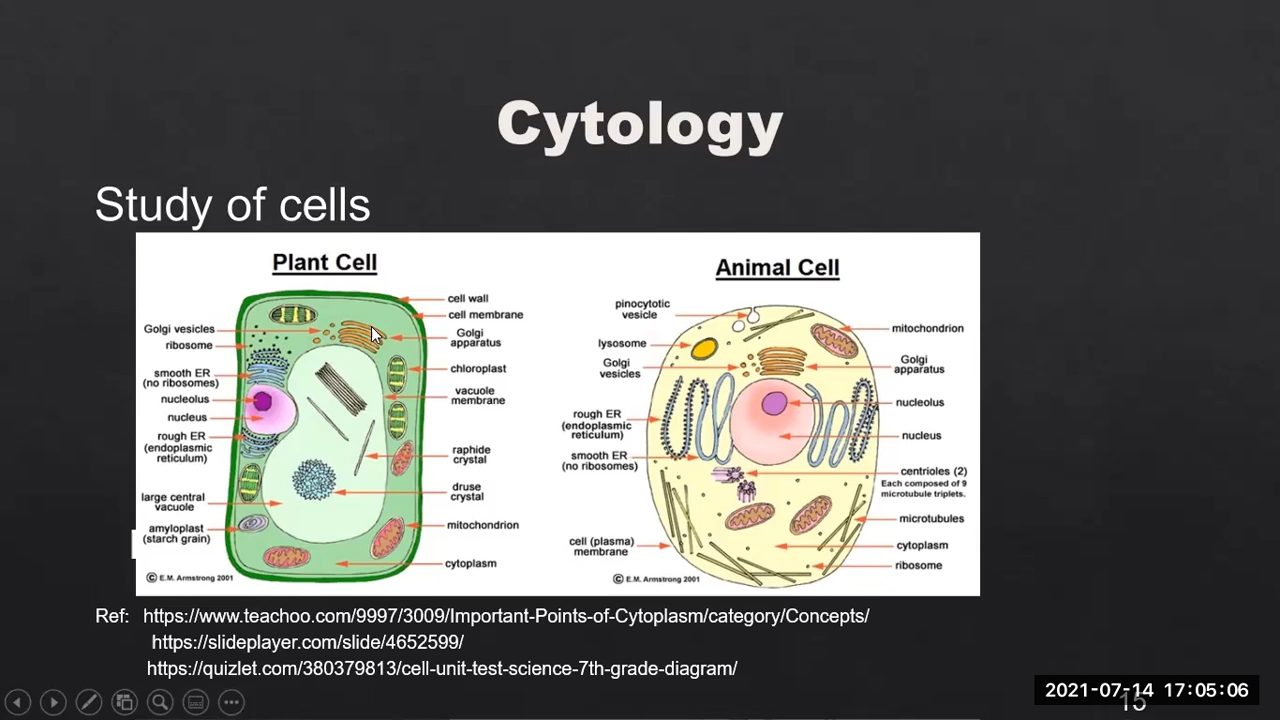 Cytology
Study of cells
Plant Cell
Golgi vesicles
ribosome
smooth ER
(no ribosomes)
nucleolus
nucleus
rough ER
(endoplasmic
reticulum)
large central
vacuole
amyloplast
(starch grain)
© E.M. Armstrong 2001
cell wall
cell membrane
Golgi
apparatus
chloroplast
vacuole
membrane
raphide
crystal
druse
crystal
mitochondrion
cytoplasm
Animal Cell
pinocytotic
vesicle
lysosome
Golgi
vesicles
rough ER
(endoplasmic
reticulum)
smooth ER
(no ribosomes)
cell (plasma)
membrane
© E.M. Armstrong 2001
mitochondrion
Golgi
apparatus
nucleolus
nucleus
centrioles (2)
Each composed of 9
microtubule triplets.
microtubules
cytoplasm
ribosome
Ref: https://www.teachoo.com/9997/3009/Important-Points-of-Cytoplasm/category/Concepts/
https://slideplayer.com/slide/4652599/
https://quizlet.com/380379813/cell-unit-test-science-7th-grade-diagram/
2021-07-14 17:05:06
15